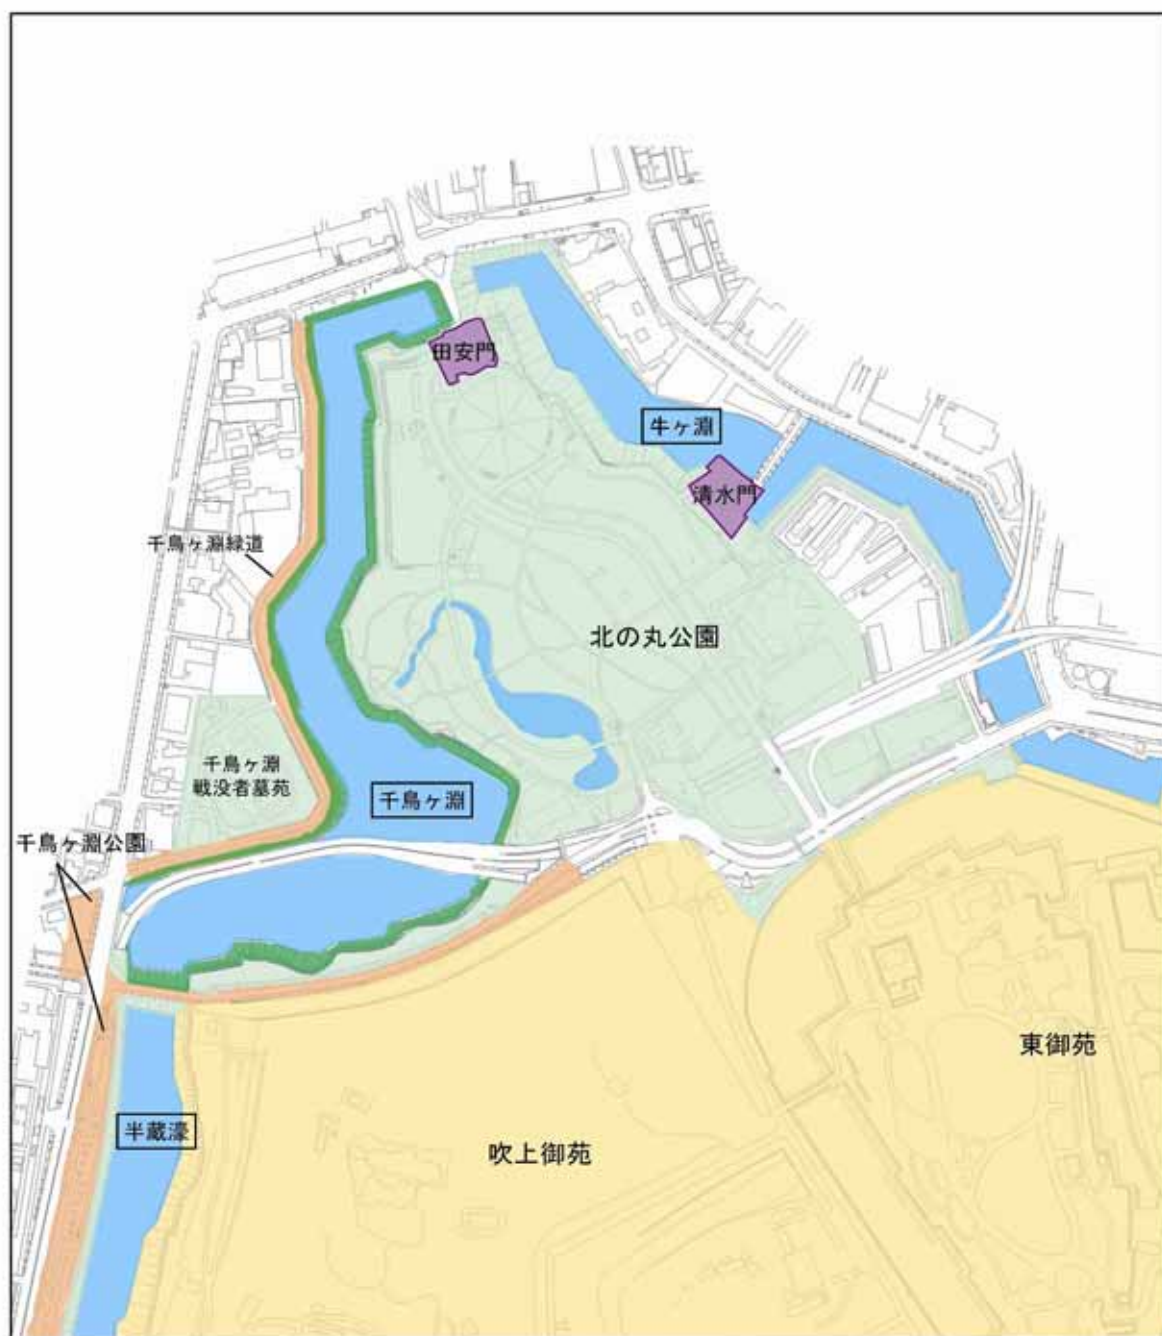 田安門
牛ヶ淵
清水門
千鳥ヶ淵緑道
北の丸公園
千鳥ヶ淵
戦没者墓苑
千鳥ヶ淵
千鳥ヶ淵公園
東御苑
半蔵濠
吹上御苑